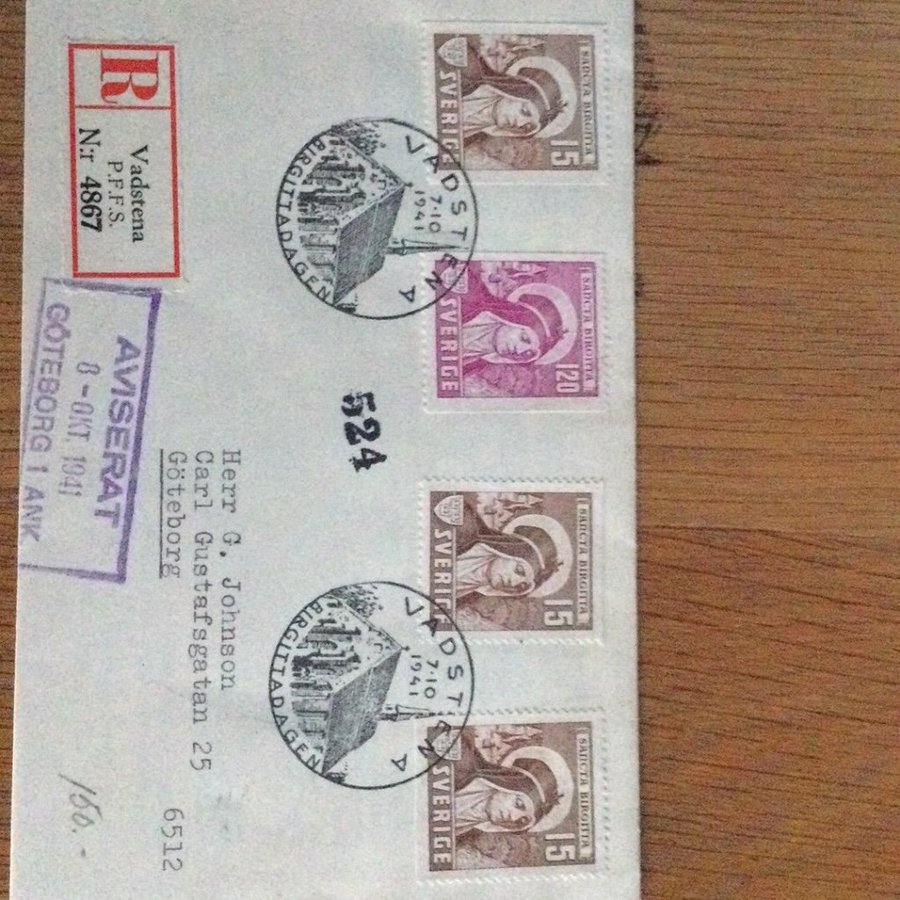 R
Vadstena
P.F.F.S.
N:r 4867
SANCTA BIRGITTA
15
SVERIGE
SANCTA BIRGITTA
120
SVERIGE
SANCTA BIRGITTA
15
SVERIGE
SANCTA BIRGITTA
15
SVERIGE
VADSTENA
7·10
1941
BIRGITTADAGEN
VADSTENA
7·10
1941
BIRGITTADAGEN
524
AVISERAT
8-OKT. 1941
GÖTEBORG 1 ANK
Herr G. Johnson
Carl Gustafsgatan 25
Göteborg
6512
150.-